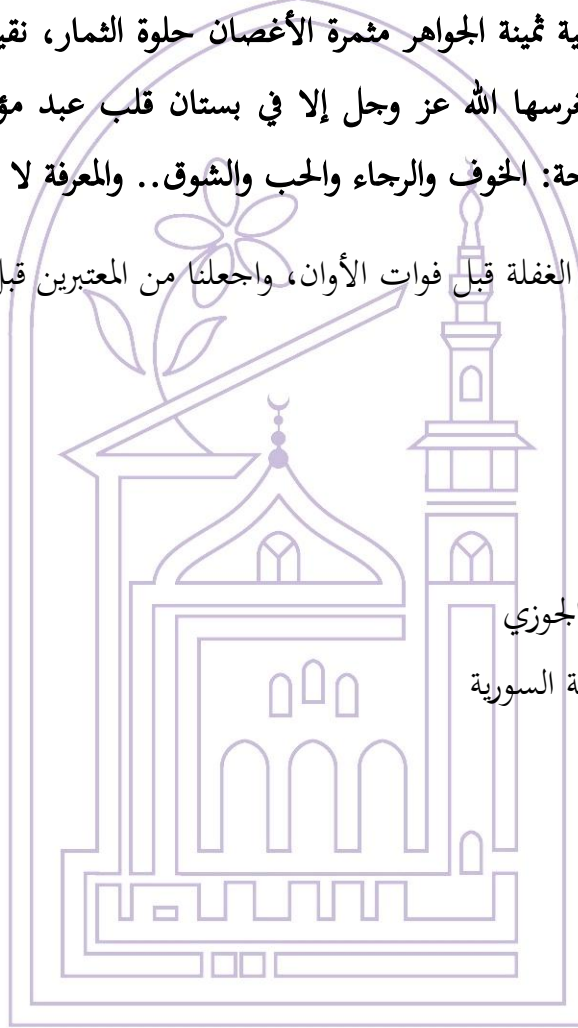 ية ثمينة الجواهر مثمرة الأغصان حلوة الثمار، نقي
غرسها الله عز وجل إلا في بستان قلب عبد مؤ
حة: الخوف والرجاء والحب والشوق.. والمعرفة لا
الغفلة قبل فوات الأوان، واجعلنا من المعتبرين قبل
الجوزي
ة السورية